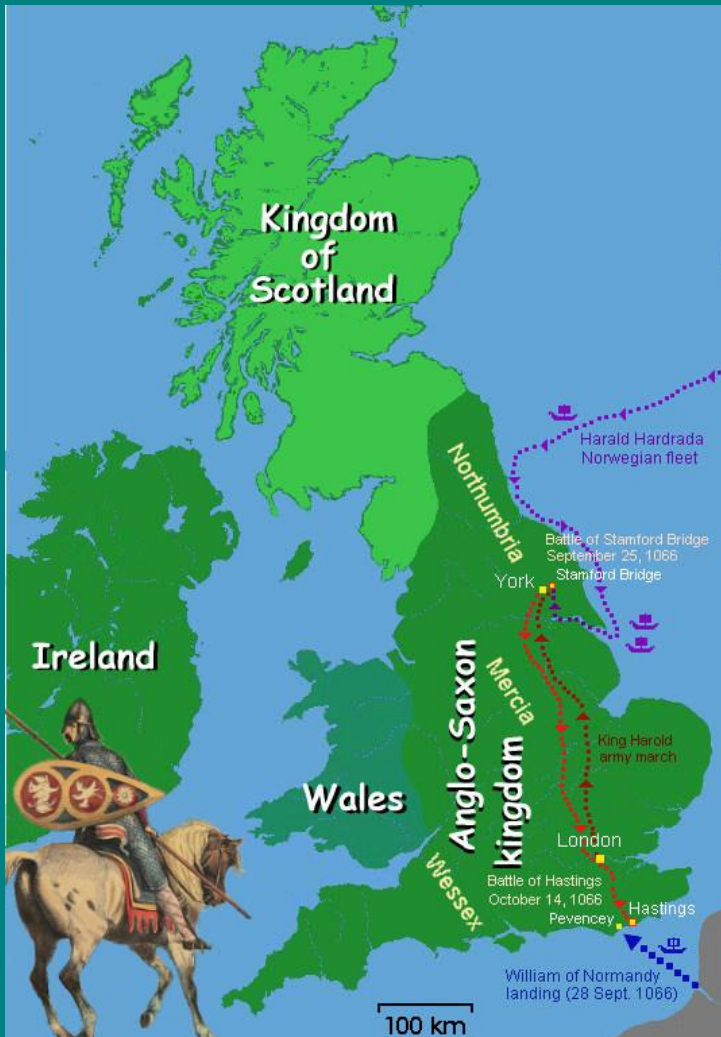 Kingdom
of
Scotland
Harald Hardrada
Norwegian fleet
Northumbria
Battle of Stamford Bridge
September 25, 1066
Stamford Bridge
York
Ireland
Mercia
Anglo-Saxon
kingdom
King Harold
army march
Wales
London
Wessex
Battle of Hastings
October 14, 1066
Hastings
Pevencey
William of Normandy
landing (28 Sept. 1066)
100 km